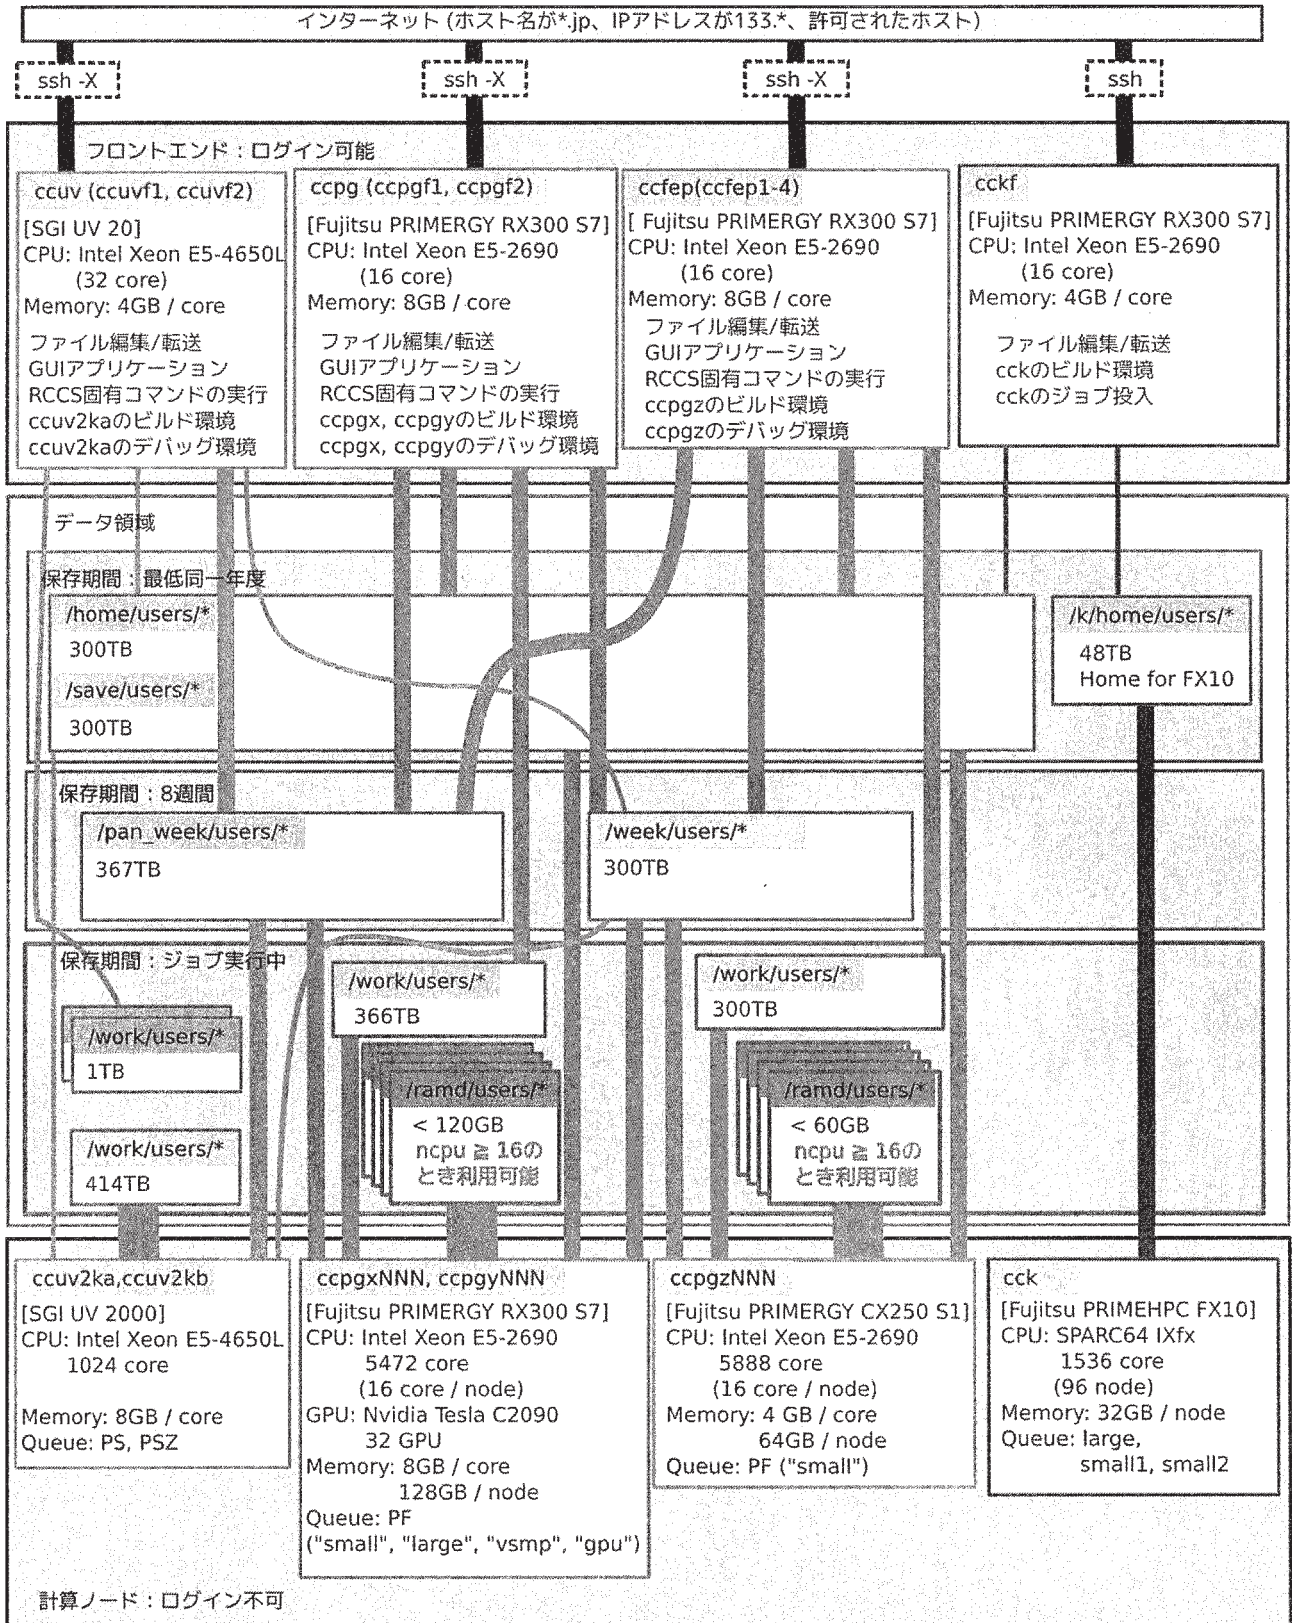 インターネット (ホスト名が*.jp、IPアドレスが133.*、許可されたホスト)
ssh -X
ssh -X
ssh -X
ssh
フロントエンド：ログイン可能
ccuv (ccuvf1, ccuvf2)
[SGI UV 20]
CPU: Intel Xeon E5-4650L
(32 core)
Memory: 4GB / core
ファイル編集/転送
GUIアプリケーション
RCCS固有コマンドの実行
ccuv2kaのビルド環境
ccuv2kaのデバッグ環境
ccpg (ccpgf1, ccpgf2)
[Fujitsu PRIMERGY RX300 S7]
CPU: Intel Xeon E5-2690
(16 core)
Memory: 8GB / core
ファイル編集/転送
GUIアプリケーション
RCCS固有コマンドの実行
ccpgx, ccpgyのビルド環境
ccpgx, ccpgyのデバッグ環境
ccfep(ccfep1-4)
[ Fujitsu PRIMERGY RX300 S7]
CPU: Intel Xeon E5-2690
(16 core)
Memory: 8GB / core
ファイル編集/転送
GUIアプリケーション
RCCS固有コマンドの実行
ccpgzのビルド環境
ccpgzのデバッグ環境
cckf
[Fujitsu PRIMERGY RX300 S7]
CPU: Intel Xeon E5-2690
(16 core)
Memory: 4GB / core
ファイル編集/転送
cckのビルド環境
cckのジョブ投入
データ領域
保存期間：最低同一年度
/home/users/*
300TB
/save/users/*
300TB
/k/home/users/*
48TB
Home for FX10
保存期間：8週間
/pan_week/users/*
367TB
/week/users/*
300TB
保存期間：ジョブ実行中
/work/users/*
1TB
/work/users/*
414TB
/work/users/*
366TB
/ramd/users/*
< 120GB
ncpu ≧ 16の
とき利用可能
/work/users/*
300TB
/ramd/users/*
< 60GB
ncpu ≧ 16の
とき利用可能
ccuv2ka,ccuv2kb
[SGI UV 2000]
CPU: Intel Xeon E5-4650L
1024 core
Memory: 8GB / core
Queue: PS, PSZ
ccpgxNNN, ccpgyNNN
[Fujitsu PRIMERGY RX300 S7]
CPU: Intel Xeon E5-2690
5472 core
(16 core / node)
GPU: Nvidia Tesla C2090
32 GPU
Memory: 8GB / core
128GB / node
Queue: PF
("small", "large", "vsmp", "gpu")
ccpgzNNN
[Fujitsu PRIMERGY CX250 S1]
CPU: Intel Xeon E5-2690
5888 core
(16 core / node)
Memory: 4 GB / core
64GB / node
Queue: PF ("small")
cck
[Fujitsu PRIMEHPC FX10]
CPU: SPARC64 IXfx
1536 core
(96 node)
Memory: 32GB / node
Queue: large,
small1, small2
計算ノード：ログイン不可